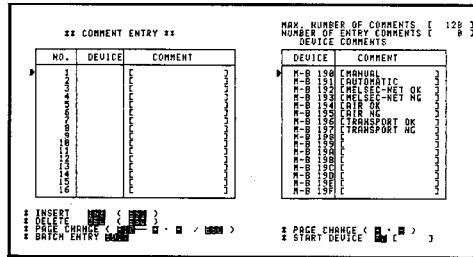 ** COMMENT ENTRY **
MAX. NUMBER OF COMMENTS [ 128 ]
NUMBER OF ENTRY COMMENTS [ 0 ]
DEVICE COMMENTS
NO. DEVICE COMMENT
DEVICE COMMENT
1 [ ]
2 [ ]
3 [ ]
4 [ ]
5 [ ]
6 [ ]
7 [ ]
8 [ ]
9 [ ]
10 [ ]
11 [ ]
12 [ ]
13 [ ]
14 [ ]
15 [ ]
16 [ ]
M-B 190 [MANUAL ]
M-B 191 [AUTOMATIC ]
M-B 192 [MELSEC-NET OK ]
M-B 193 [MELSEC-NET NG ]
M-B 194 [AIR OK ]
M-B 195 [AIR NG ]
M-B 196 [TRANSPORT OK ]
M-B 197 [TRANSPORT NG ]
M-B 198 [ ]
M-B 199 [ ]
M-B 19A [ ]
M-B 19B [ ]
M-B 19C [ ]
M-B 19D [ ]
M-B 19E [ ]
M-B 19F [ ]
* INSERT ( )
* DELETE ( )
* PAGE CHANGE ( · / )
* BATCH ENTRY
* PAGE CHANGE ( · )
* START DEVICE [ ]